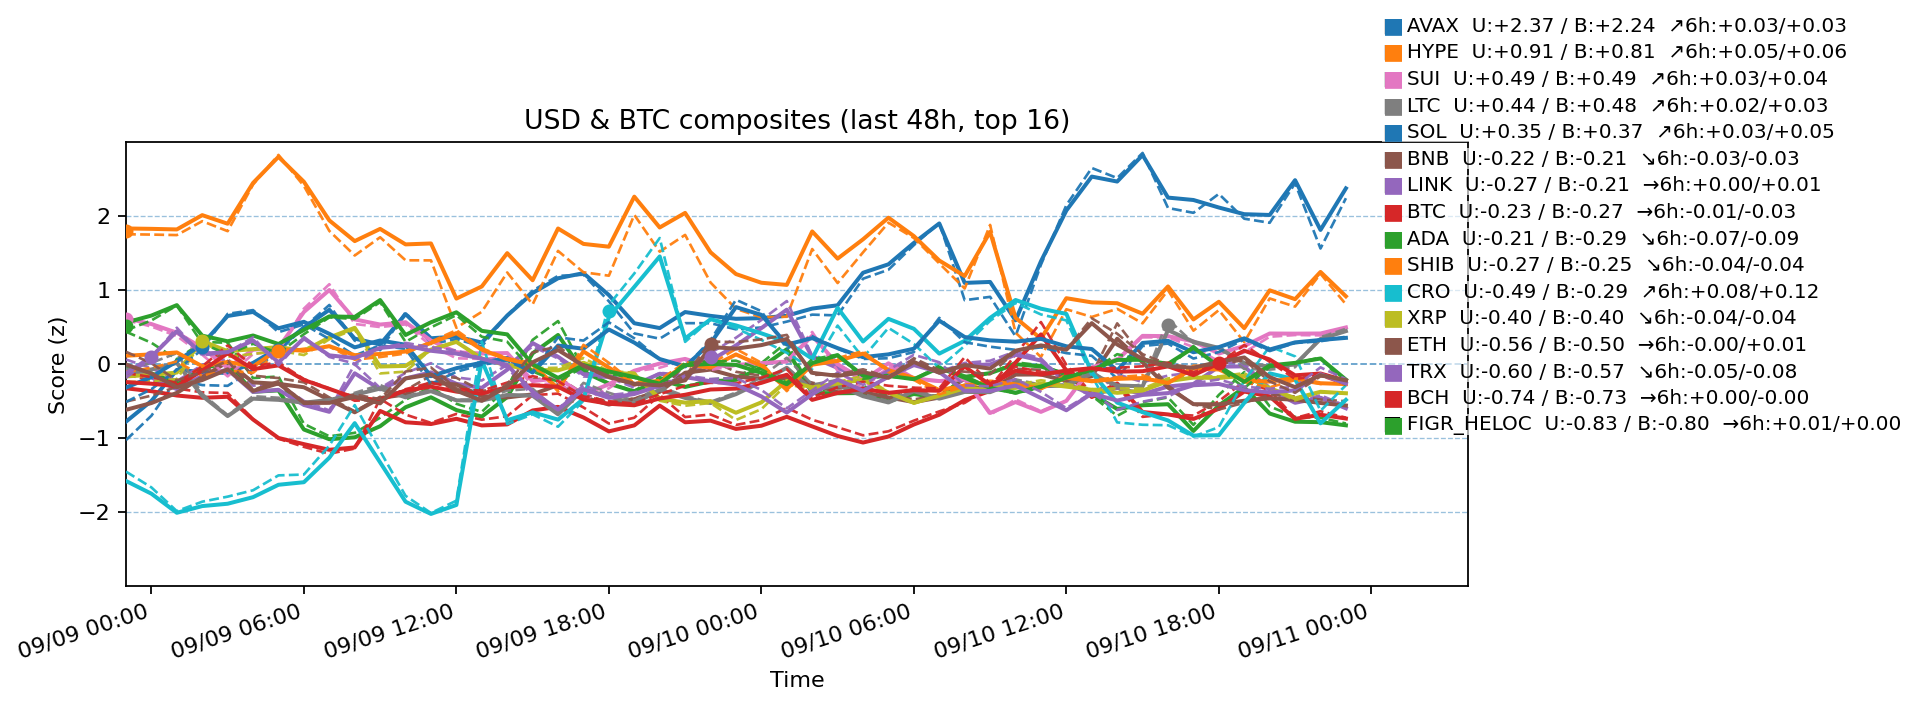 AVAX  U:+2.37 / B:+2.24  ↗6h:+0.03/+0.03
HYPE  U:+0.91 / B:+0.81  ↗6h:+0.05/+0.06
SUI  U:+0.49 / B:+0.49  ↗6h:+0.03/+0.04
LTC  U:+0.44 / B:+0.48  ↗6h:+0.02/+0.03
SOL  U:+0.35 / B:+0.37  ↗6h:+0.03/+0.05
BNB  U:-0.22 / B:-0.21  ↘6h:-0.03/-0.03
LINK  U:-0.27 / B:-0.21  →6h:+0.00/+0.01
BTC  U:-0.23 / B:-0.27  →6h:-0.01/-0.03
ADA  U:-0.21 / B:-0.29  ↘6h:-0.07/-0.09
SHIB  U:-0.27 / B:-0.25  ↘6h:-0.04/-0.04
CRO  U:-0.49 / B:-0.29  ↗6h:+0.08/+0.12
XRP  U:-0.40 / B:-0.40  ↘6h:-0.04/-0.04
ETH  U:-0.56 / B:-0.50  →6h:-0.00/+0.01
TRX  U:-0.60 / B:-0.57  ↘6h:-0.05/-0.08
BCH  U:-0.74 / B:-0.73  →6h:+0.00/-0.00
FIGR_HELOC  U:-0.83 / B:-0.80  →6h:+0.01/+0.00
USD & BTC composites (last 48h, top 16)
Score (z)
2
1
0
−1
−2
09/09 00:00
09/09 06:00
09/09 12:00
09/09 18:00
09/10 00:00
09/10 06:00
09/10 12:00
09/10 18:00
09/11 00:00
Time